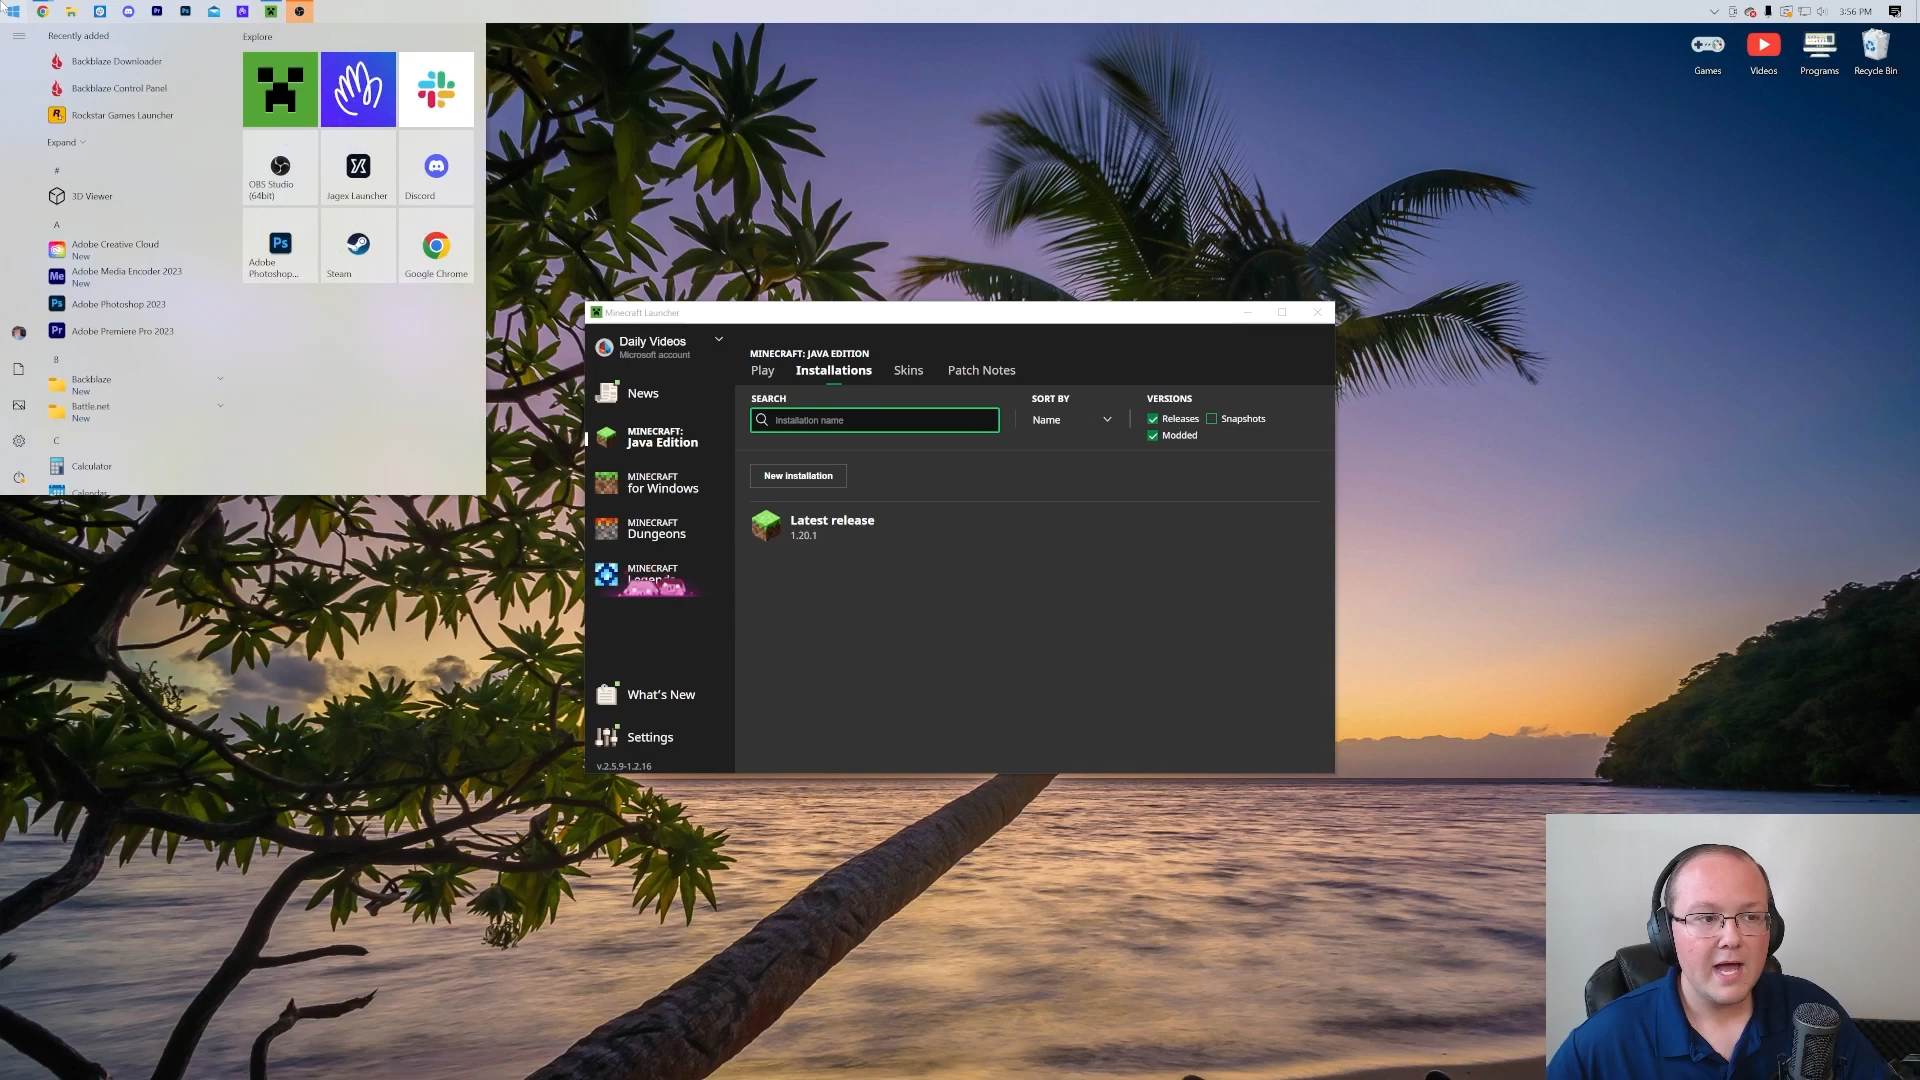 3:56 PM
Recently added
Backblaze Downloader
Backblaze Control Panel
Rockstar Games Launcher
Expand
#
3D Viewer
A
Adobe Creative Cloud
New
Adobe Media Encoder 2023
New
Adobe Photoshop 2023
Adobe Premiere Pro 2023
B
Backblaze
New
Battle.net
New
C
Calculator
Calendar
Explore
OBS Studio
(64bit)
Jagex Launcher
Discord
Adobe
Photoshop...
Steam
Google Chrome
Games
Videos
Programs
Recycle Bin
Minecraft Launcher
Daily Videos
Microsoft account
News
MINECRAFT:
Java Edition
MINECRAFT
for Windows
MINECRAFT
Dungeons
MINECRAFT
Legends
What's New
Settings
v.2.5.9-1.2.16
MINECRAFT: JAVA EDITION
Play
Installations
Skins
Patch Notes
SEARCH
Installation name
SORT BY
Name
VERSIONS
Releases
Snapshots
Modded
New installation
Latest release
1.20.1